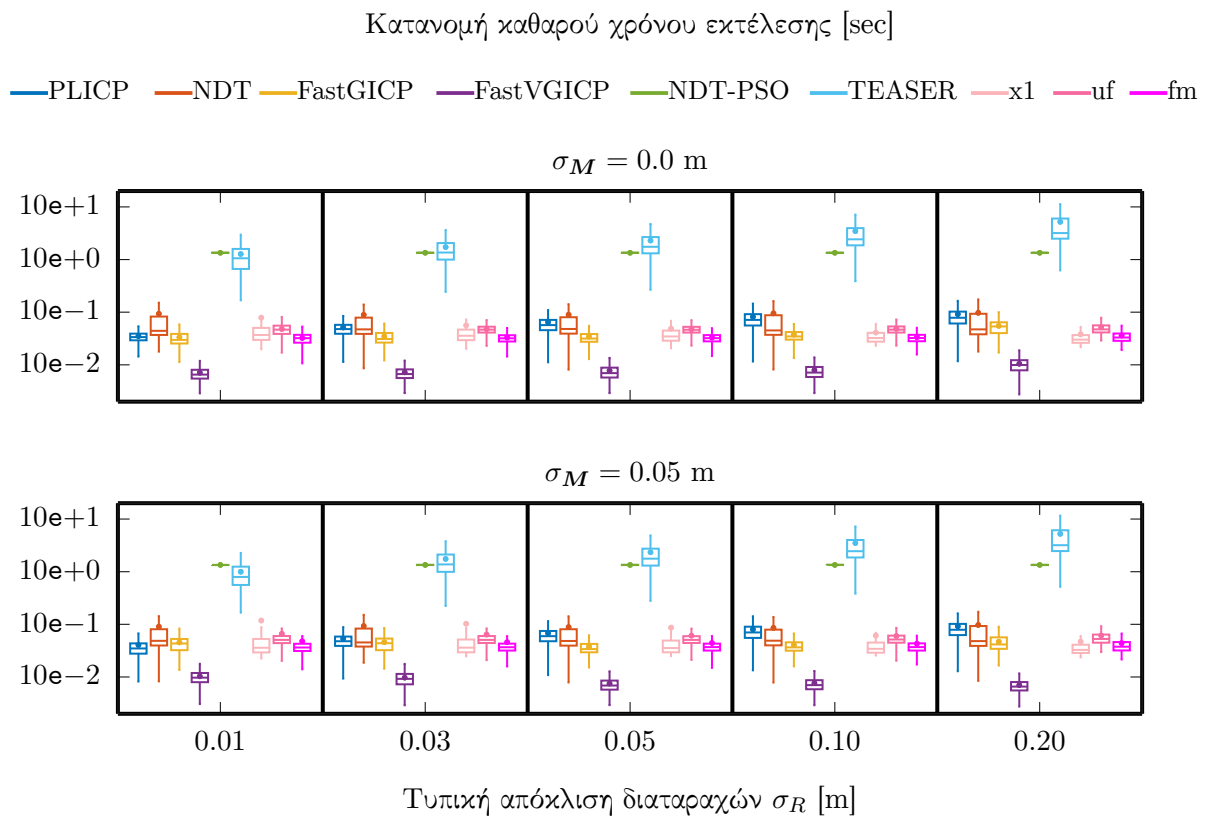 Κατανομή καθαρού χρόνου εκτέλεσης [sec]
PLICP NDT FastGICP FastVGICP NDT-PSO TEASER x1 uf fm
σ_M = 0.0 m
10e+1
10e+0
10e−1
10e−2
σ_M = 0.05 m
10e+1
10e+0
10e−1
10e−2
0.01 0.03 0.05 0.10 0.20
Τυπική απόκλιση διαταραχών σ_R [m]